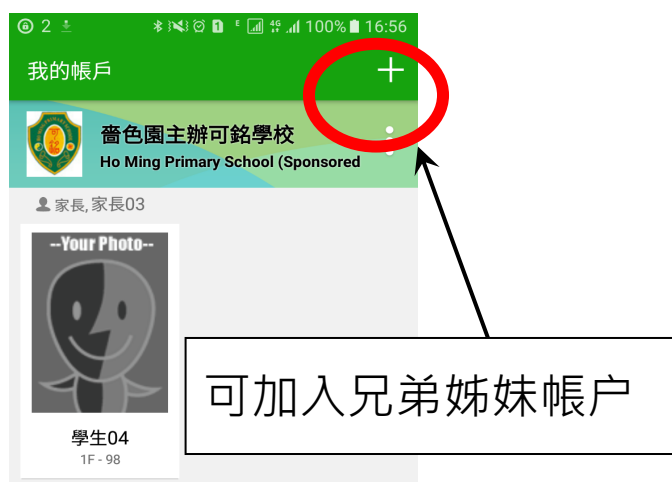 2 E 4G 100% 16:56
我的帳戶
嗇色園主辦可銘學校
Ho Ming Primary School (Sponsored
家長, 家長03
--Your Photo--
可加入兄弟姊妹帳户
學生04
1F - 98